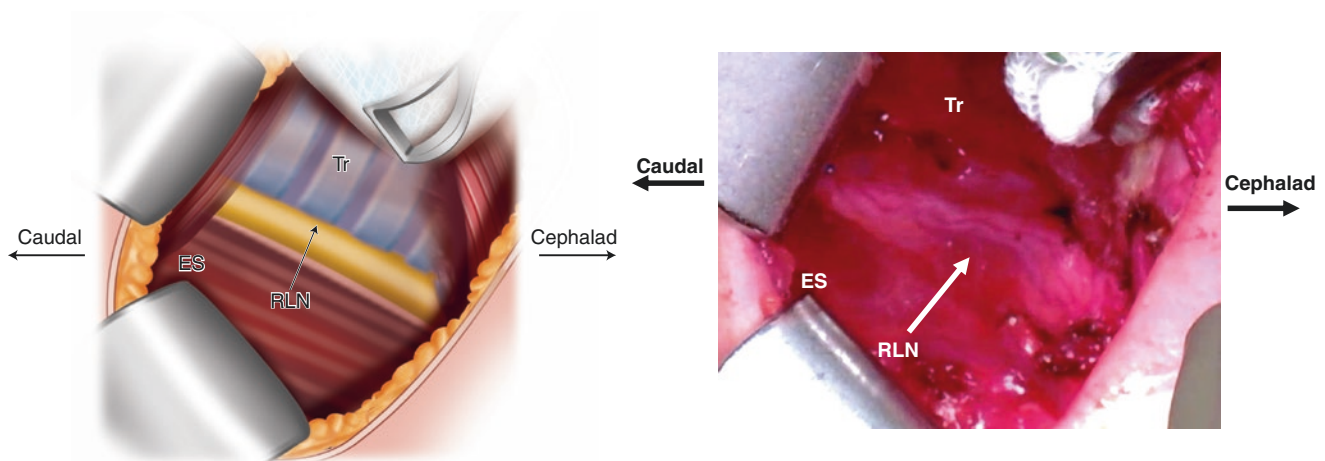 Tr
Caudal
Cephalad
ES
RLN
Tr
Caudal
Cephalad
ES
RLN